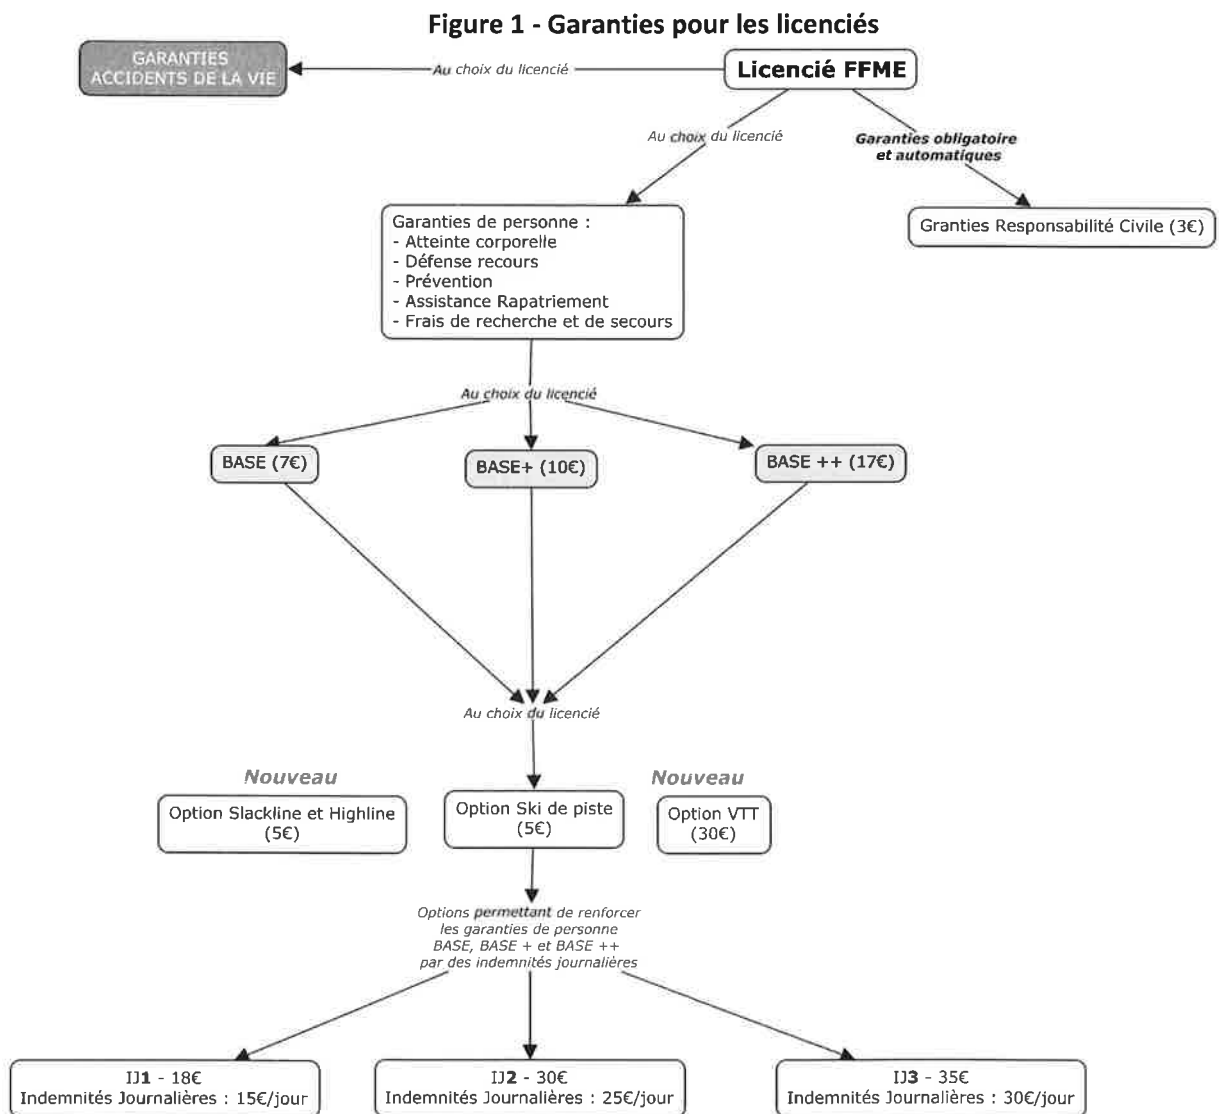 Figure 1 - Garanties pour les licenciés
GARANTIES
ACCIDENTS DE LA VIE
Au choix du licencié
Licencié FFME
Au choix du licencié
Garanties obligatoire
et automatiques
Garanties de personne :
- Atteinte corporelle
- Défense recours
- Prévention
- Assistance Rapatriement
- Frais de recherche et de secours
Granties Responsabilité Civile (3€)
Au choix du licencié
BASE (7€)
BASE+ (10€)
BASE ++ (17€)
Au choix du licencié
Nouveau
Nouveau
Option Slackline et Highline
(5€)
Option Ski de piste
(5€)
Option VTT
(30€)
Options permettant de renforcer
les garanties de personne
BASE, BASE + et BASE ++
par des indemnités journalières
IJ1 - 18€
Indemnités Journalières : 15€/jour
IJ2 - 30€
Indemnités Journalières : 25€/jour
IJ3 - 35€
Indemnités Journalières : 30€/jour